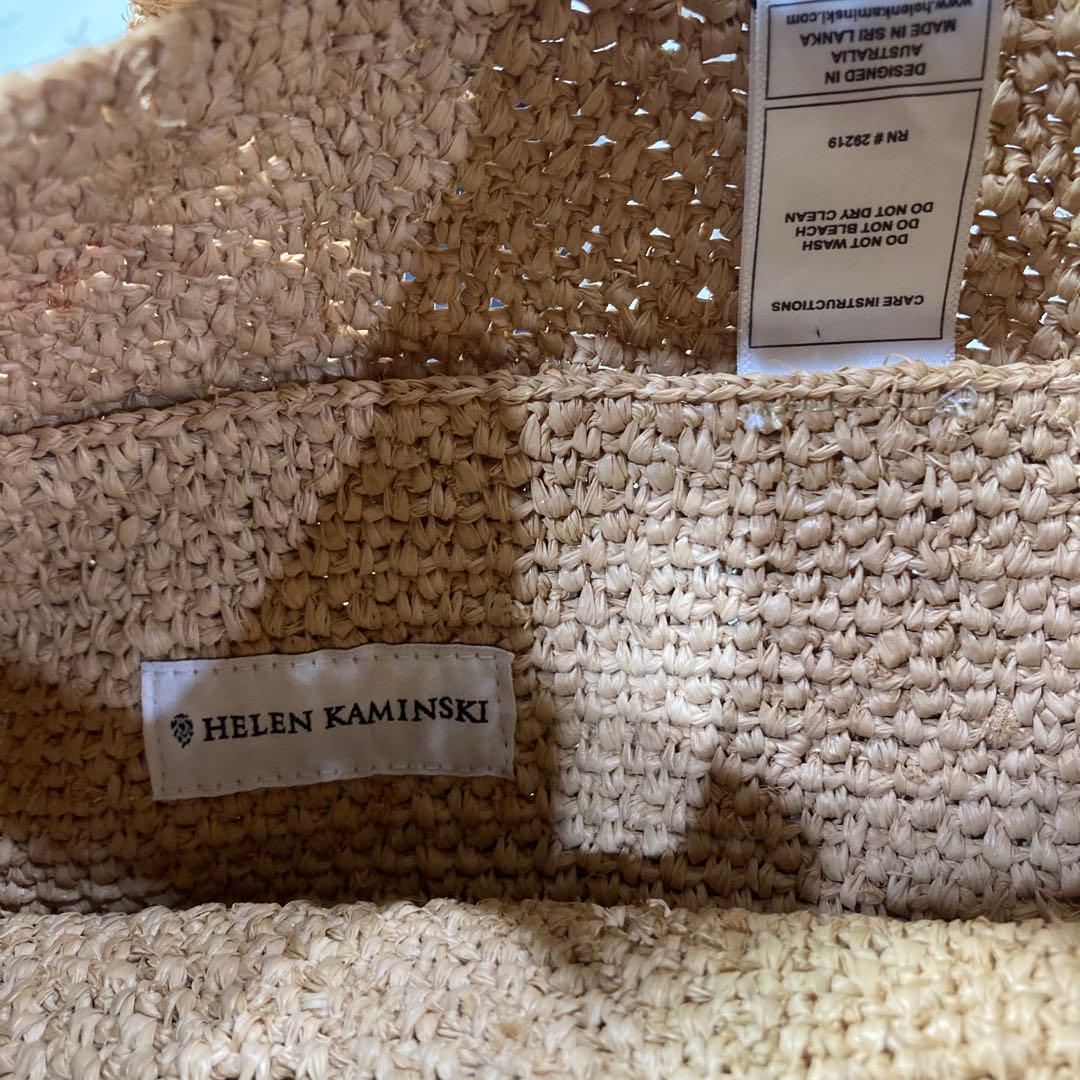 HELEN KAMINSKI
CARE INSTRUCTIONS
DO NOT WASH
DO NOT BLEACH
DO NOT DRY CLEAN
RN # 29219
DESIGNED IN
AUSTRALIA
MADE IN SRI LANKA
www.helenkaminski.com